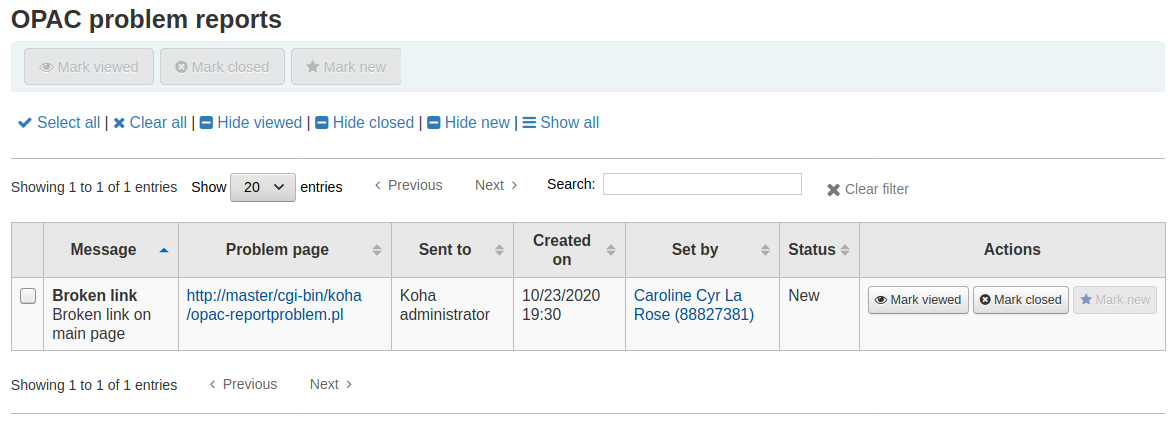 OPAC problem reports
Mark viewed Mark closed Mark new
Select all | Clear all | Hide viewed | Hide closed | Hide new | Show all
Showing 1 to 1 of 1 entries Show 20 entries Previous Next Search: Clear filter
Message Problem page Sent to Created on Set by Status Actions
Broken link
Broken link on
main page
http://master/cgi-bin/koha
/opac-reportproblem.pl
Koha
administrator
10/23/2020
19:30
Caroline Cyr La
Rose (88827381)
New
Mark viewed Mark closed Mark new
Showing 1 to 1 of 1 entries Previous Next